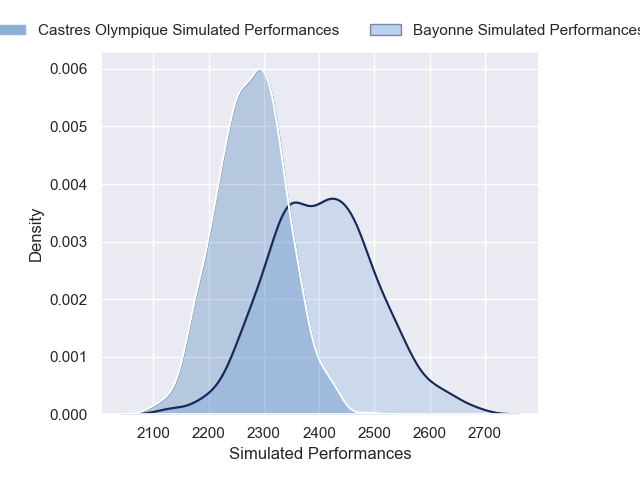 Castres Olympique Simulated Performances
Bayonne Simulated Performances
0.006
0.005
0.004
0.003
0.002
0.001
0.000
Density
2100 2200 2300 2400 2500 2600 2700
Simulated Performances